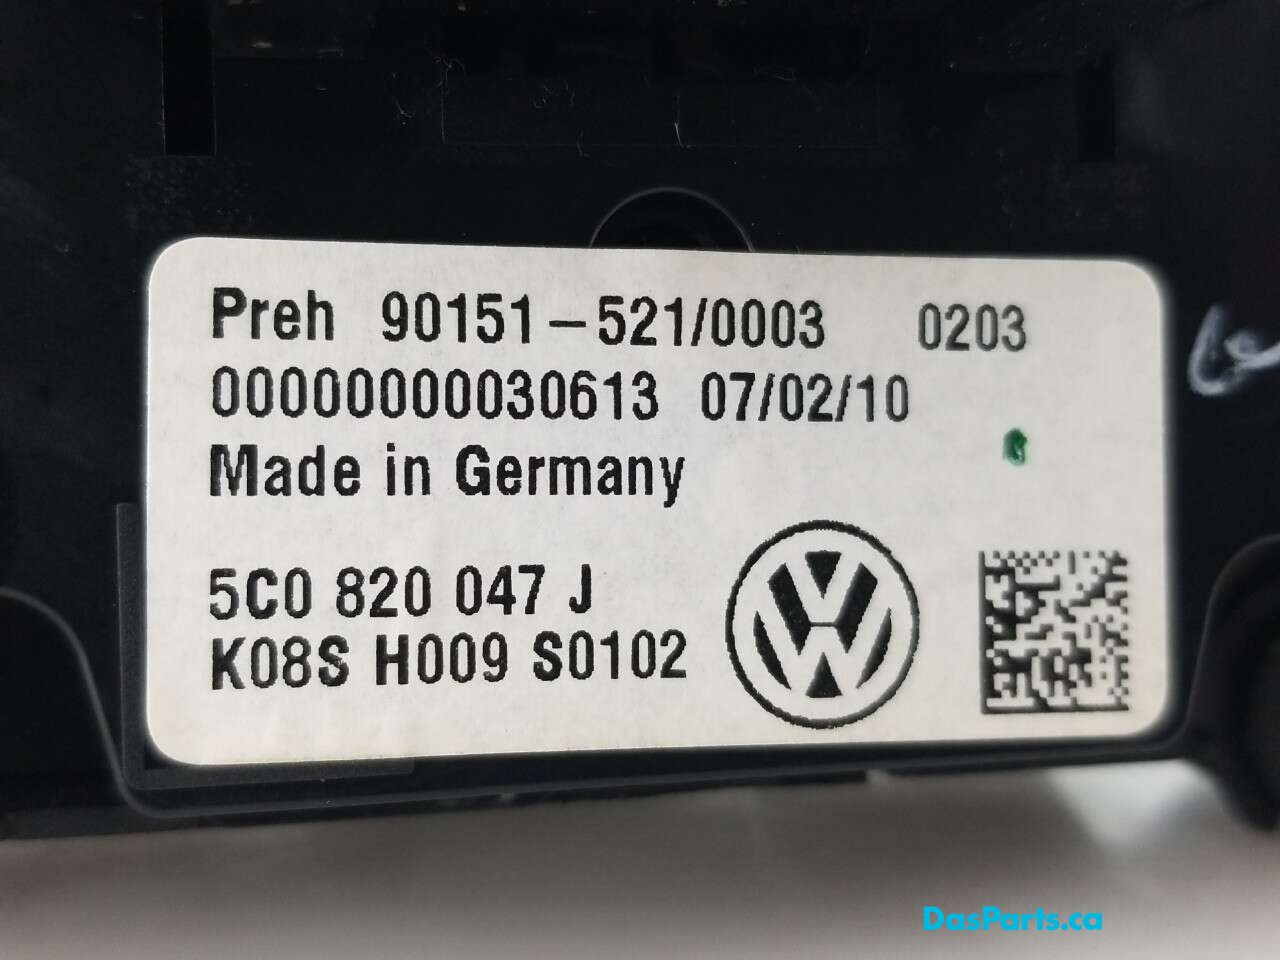 Preh 90151-521/0003 0203
00000000030613 07/02/10
Made in Germany
5C0 820 047 J
K08S H009 S0102
DasParts.ca